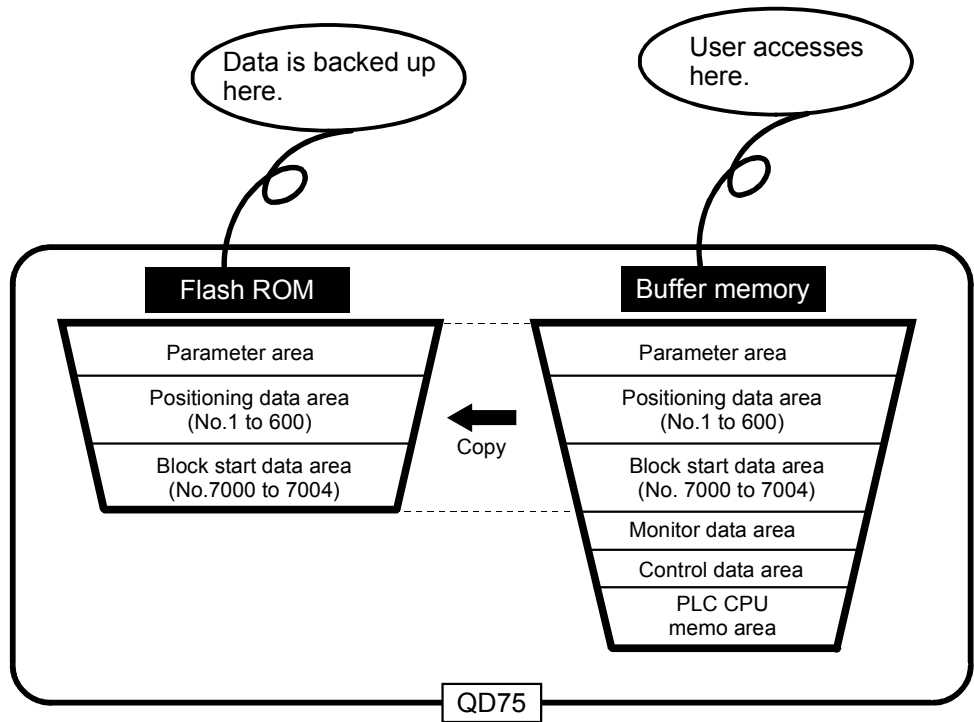 Data is backed up
here.
User accesses
here.
Flash ROM
Parameter area
Positioning data area
(No.1 to 600)
Block start data area
(No.7000 to 7004)
Copy
Buffer memory
Parameter area
Positioning data area
(No.1 to 600)
Block start data area
(No. 7000 to 7004)
Monitor data area
Control data area
PLC CPU
memo area
QD75